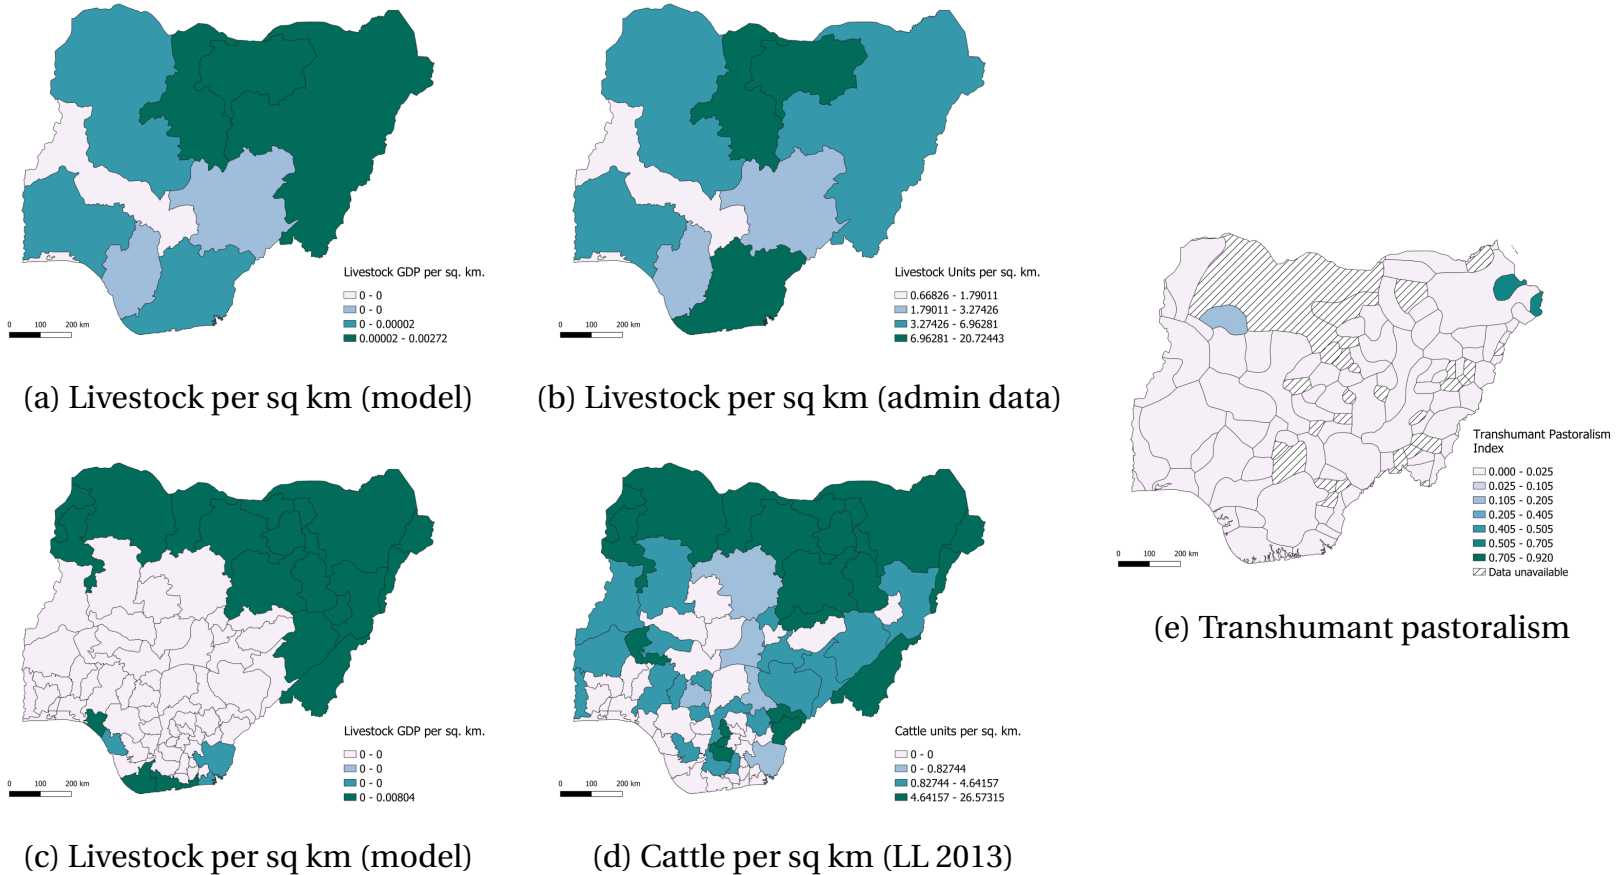 Livestock GDP per sq. km.
0 - 0
0 - 0
0 - 0.00002
0.00002 - 0.00272
0 100 200 km
(a) Livestock per sq km (model)
Livestock Units per sq. km.
0.66826 - 1.79011
1.79011 - 3.27426
3.27426 - 6.96281
6.96281 - 20.72443
0 100 200 km
(b) Livestock per sq km (admin data)
Livestock GDP per sq. km.
0 - 0
0 - 0
0 - 0
0 - 0.00804
0 100 200 km
(c) Livestock per sq km (model)
Cattle units per sq. km.
0 - 0
0 - 0.82744
0.82744 - 4.64157
4.64157 - 26.57315
0 100 200 km
(d) Cattle per sq km (LL 2013)
Transhumant Pastoralism
Index
0.000 - 0.025
0.025 - 0.105
0.105 - 0.205
0.205 - 0.405
0.405 - 0.505
0.505 - 0.705
0.705 - 0.920
Data unavailable
0 100 200 km
(e) Transhumant pastoralism